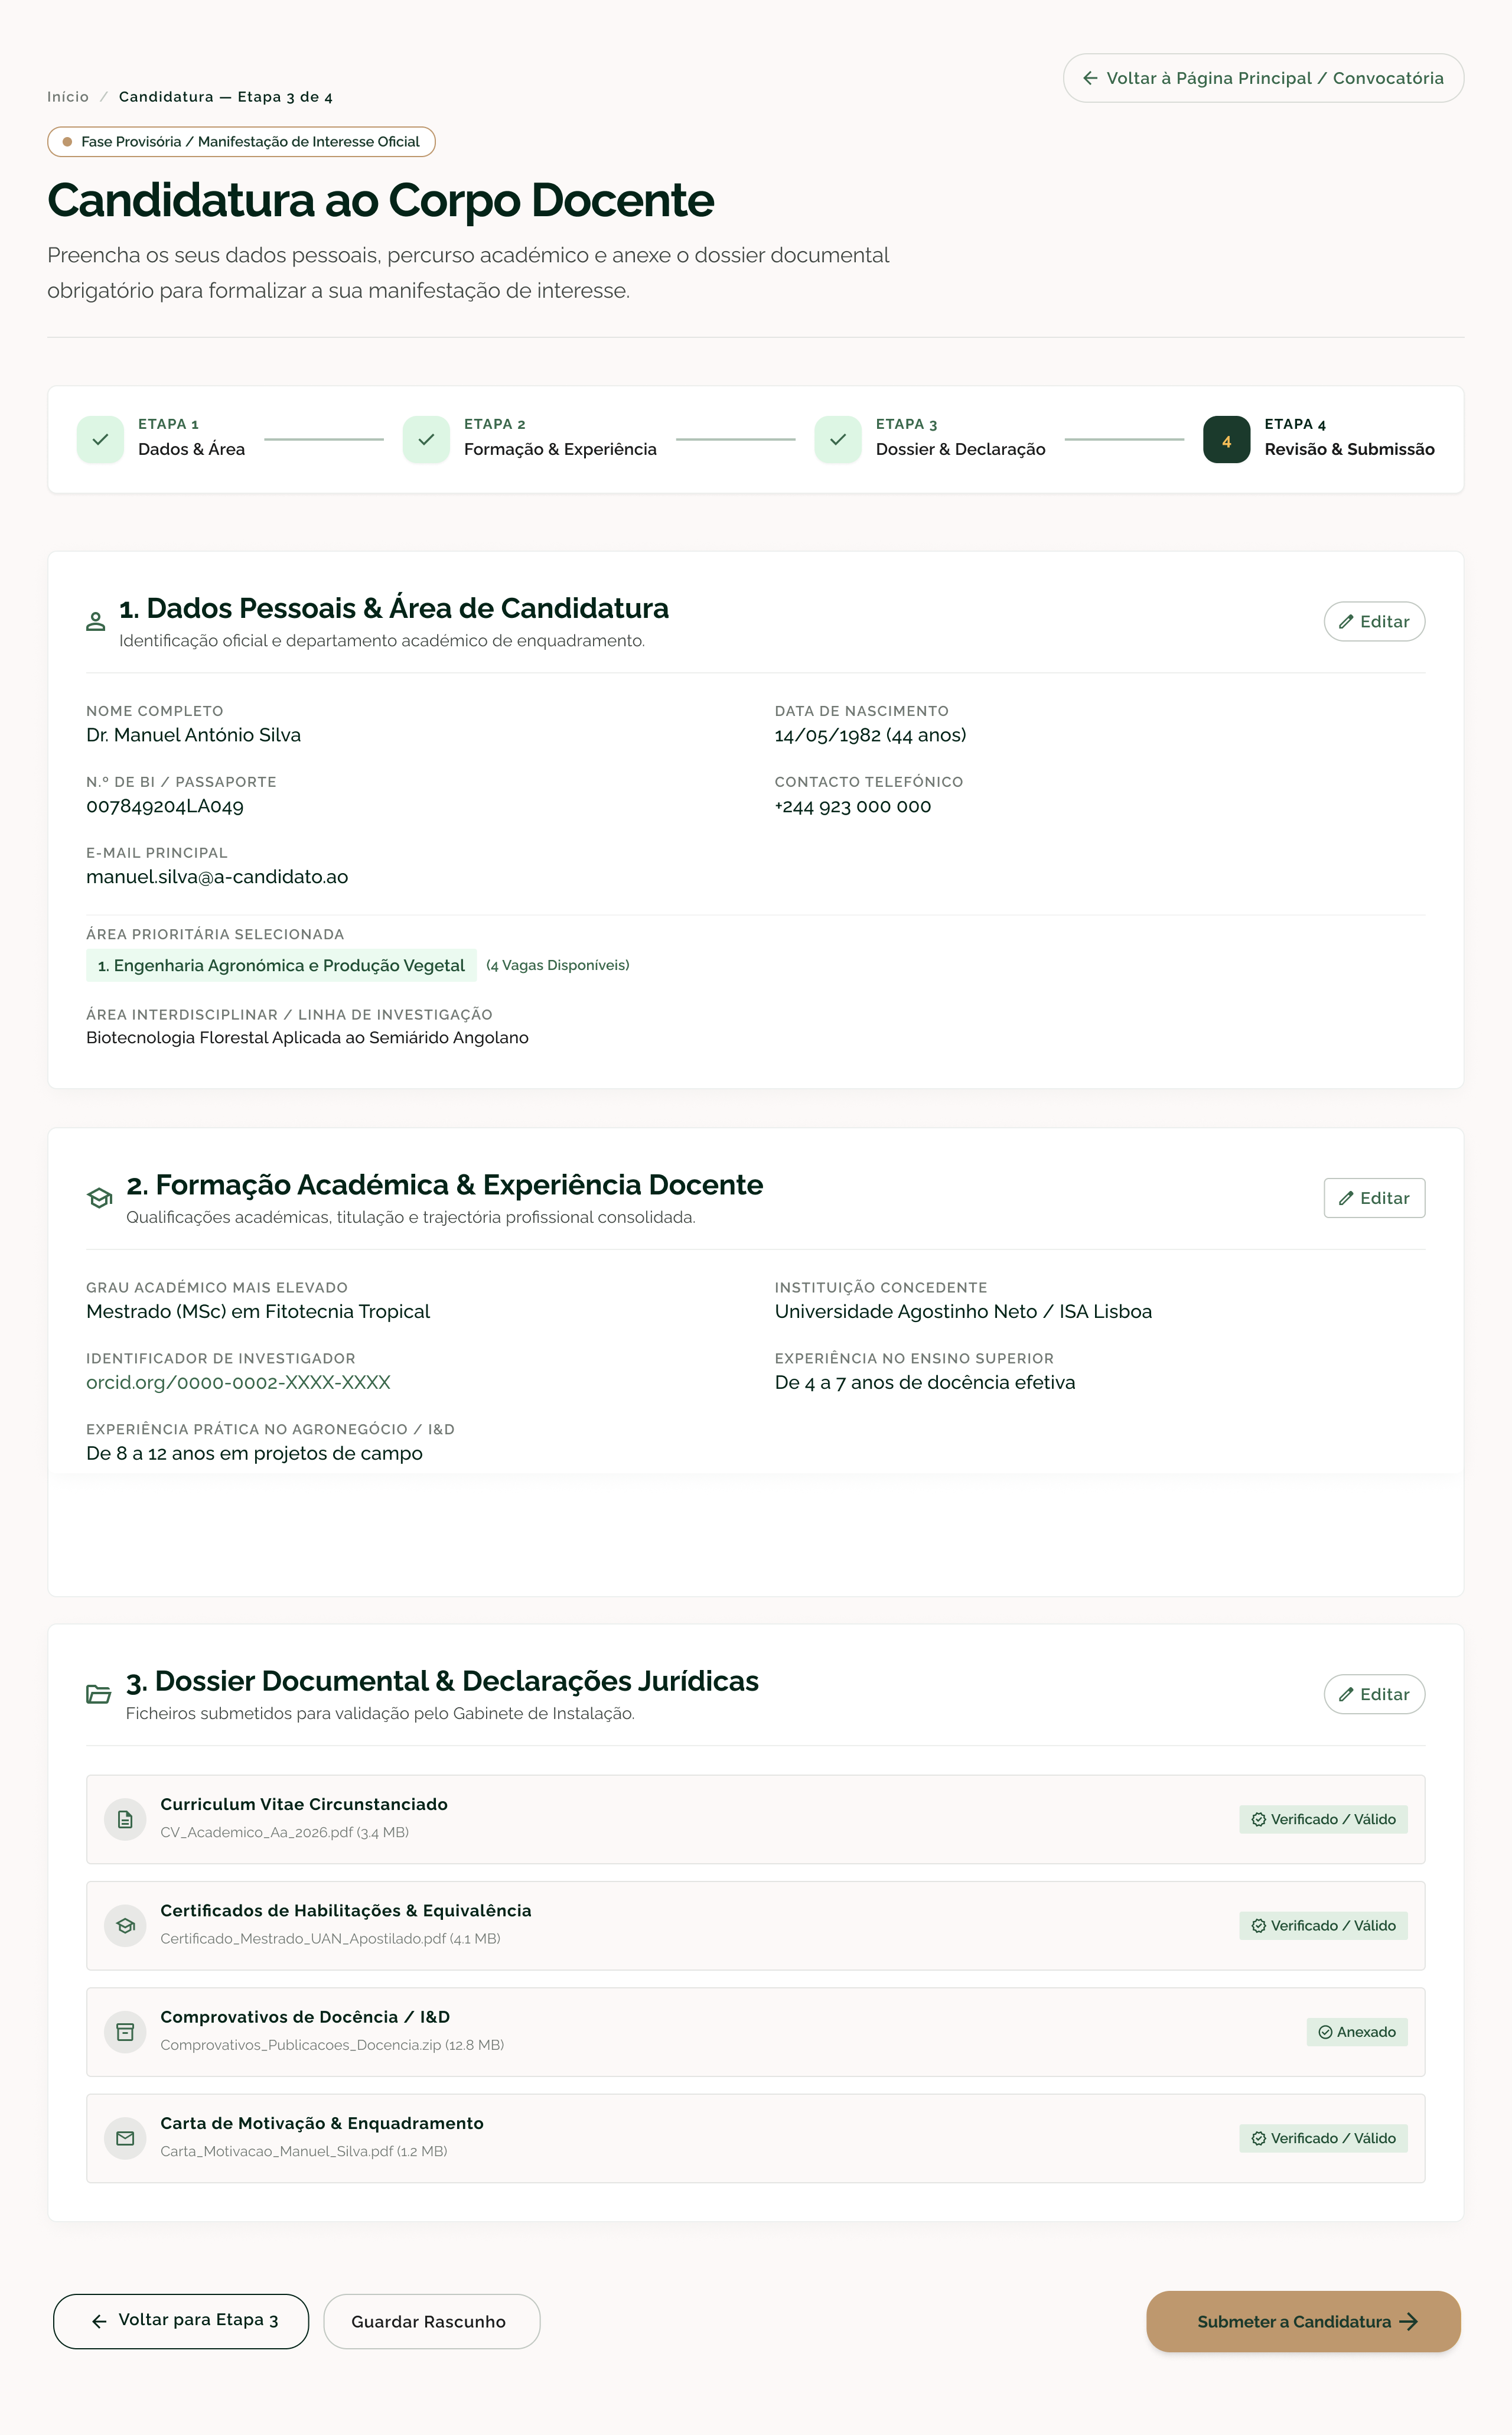 Voltar à Página Principal / Convocatória
Início / Candidatura — Etapa 3 de 4
Fase Provisória / Manifestação de Interesse Oficial
Candidatura ao Corpo Docente
Preencha os seus dados pessoais, percurso académico e anexe o dossier documental
obrigatório para formalizar a sua manifestação de interesse.
ETAPA 1
Dados & Área
ETAPA 2
Formação & Experiência
ETAPA 3
Dossier & Declaração
4
ETAPA 4
Revisão & Submissão
1. Dados Pessoais & Área de Candidatura
Identificação oficial e departamento académico de enquadramento.
Editar
NOME COMPLETO
Dr. Manuel António Silva
DATA DE NASCIMENTO
14/05/1982 (44 anos)
N.º DE BI / PASSAPORTE
007849204LA049
CONTACTO TELEFÓNICO
+244 923 000 000
E-MAIL PRINCIPAL
manuel.silva@a-candidato.ao
ÁREA PRIORITÁRIA SELECIONADA
1. Engenharia Agronómica e Produção Vegetal (4 Vagas Disponíveis)
ÁREA INTERDISCIPLINAR / LINHA DE INVESTIGAÇÃO
Biotecnologia Florestal Aplicada ao Semiárido Angolano
2. Formação Académica & Experiência Docente
Qualificações académicas, titulação e trajectória profissional consolidada.
Editar
GRAU ACADÉMICO MAIS ELEVADO
Mestrado (MSc) em Fitotecnia Tropical
INSTITUIÇÃO CONCEDENTE
Universidade Agostinho Neto / ISA Lisboa
IDENTIFICADOR DE INVESTIGADOR
orcid.org/0000-0002-XXXX-XXXX
EXPERIÊNCIA NO ENSINO SUPERIOR
De 4 a 7 anos de docência efetiva
EXPERIÊNCIA PRÁTICA NO AGRONEGÓCIO / I&D
De 8 a 12 anos em projetos de campo
3. Dossier Documental & Declarações Jurídicas
Ficheiros submetidos para validação pelo Gabinete de Instalação.
Editar
Curriculum Vitae Circunstanciado
CV_Academico_Aa_2026.pdf (3.4 MB)
Verificado / Válido
Certificados de Habilitações & Equivalência
Certificado_Mestrado_UAN_Apostilado.pdf (4.1 MB)
Verificado / Válido
Comprovativos de Docência / I&D
Comprovativos_Publicacoes_Docencia.zip (12.8 MB)
Anexado
Carta de Motivação & Enquadramento
Carta_Motivacao_Manuel_Silva.pdf (1.2 MB)
Verificado / Válido
Voltar para Etapa 3
Guardar Rascunho
Submeter a Candidatura